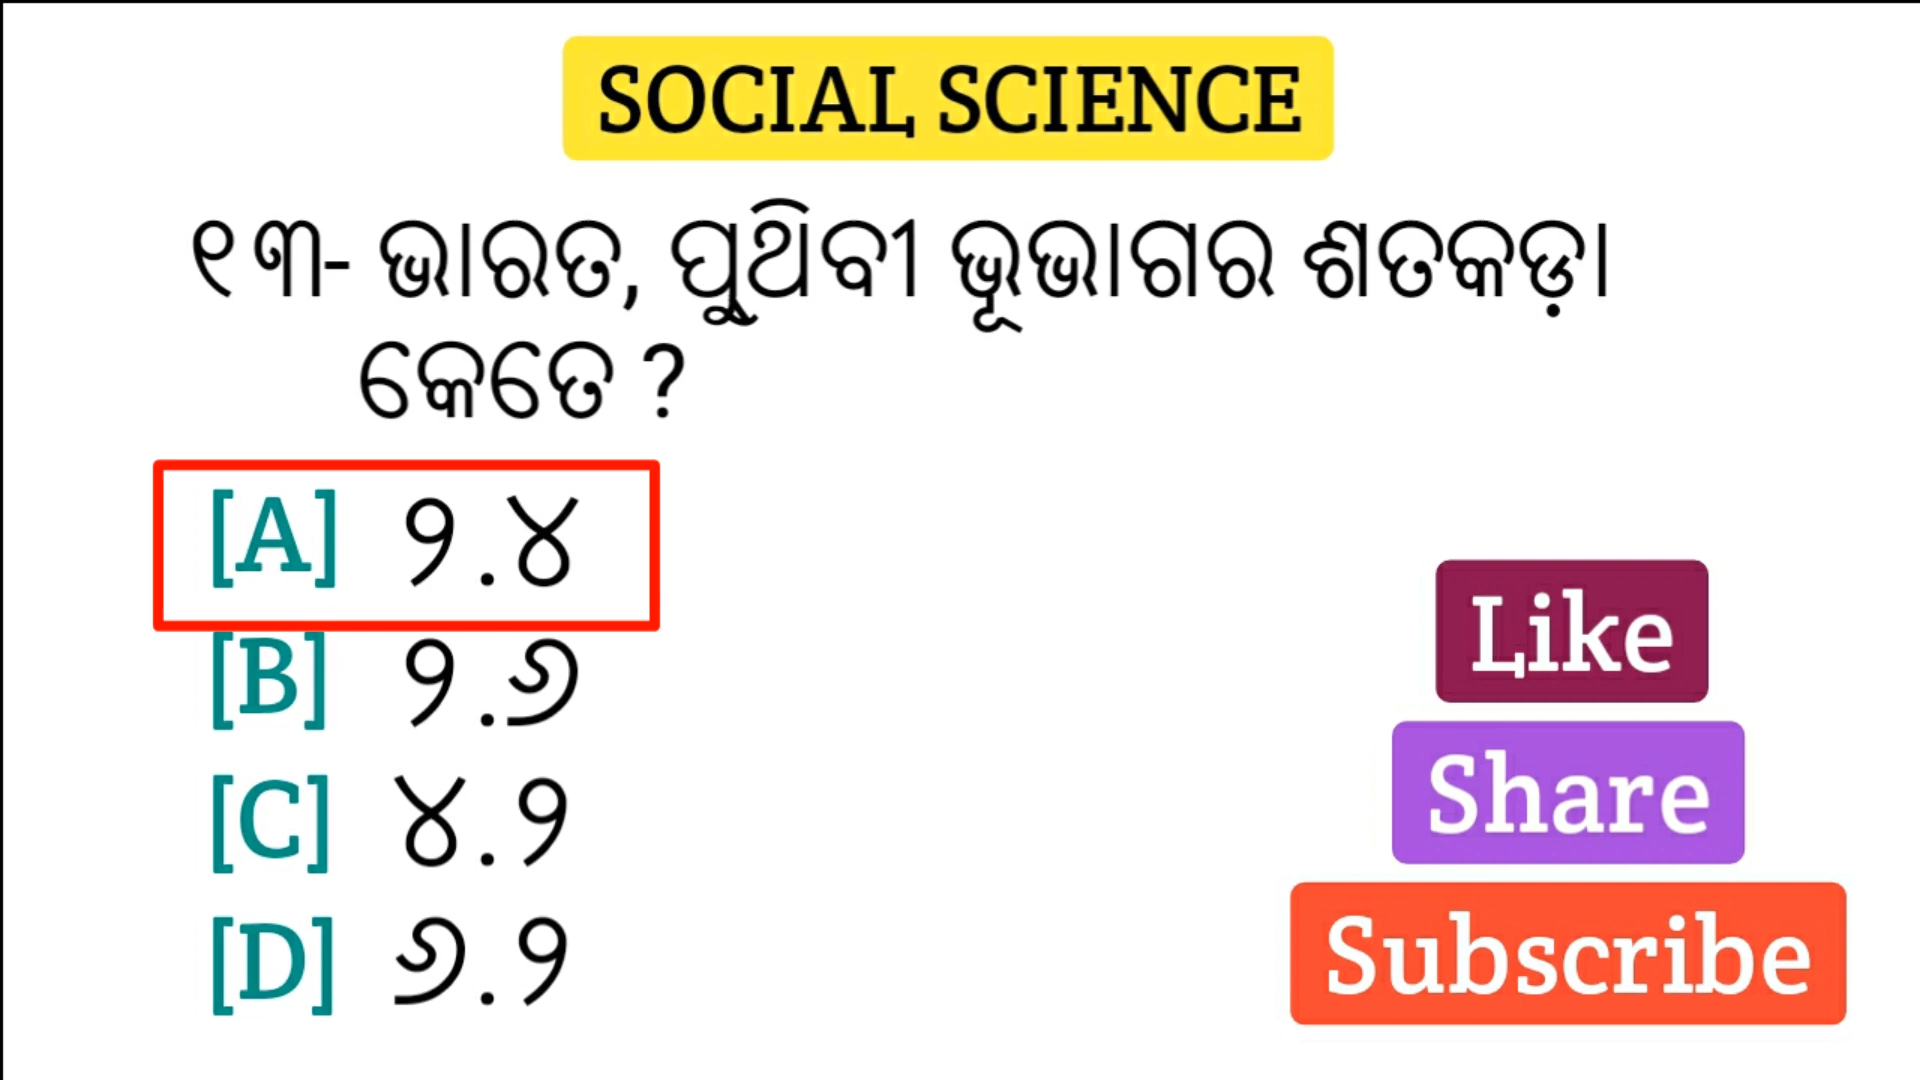 SOCIAL SCIENCE
୧୩- ଭାରତ, ପୁଥିବୀ ଭୂଭାଗର ଶତକଡ଼ା
କେତେ ?
[A] ୨.୪
[B] ୨.୬
[C] ୪.୨
[D] ୬.୨
Like
Share
Subscribe